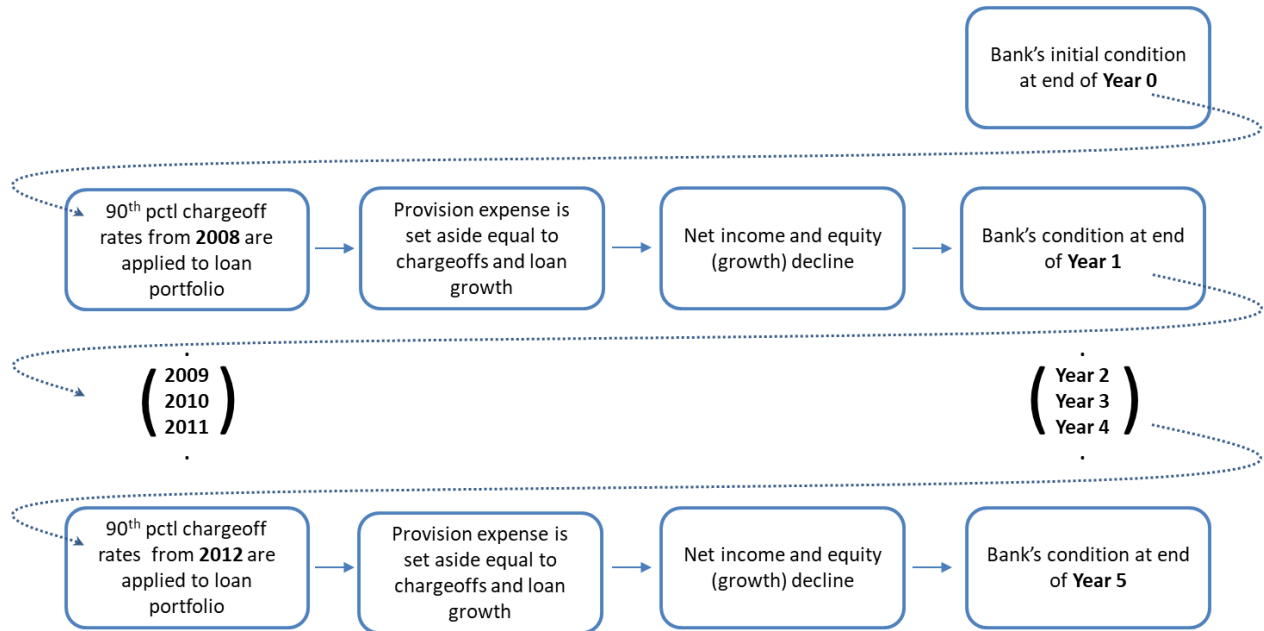 Bank’s initial condition
at end of Year 0
90th pctl chargeoff
rates from 2008 are
applied to loan
portfolio
Provision expense is
set aside equal to
chargeoffs and loan
growth
Net income and equity
(growth) decline
Bank’s condition at end
of Year 1
.
( 2009
2010
2011 )
.
.
( Year 2
Year 3
Year 4 )
.
90th pctl chargeoff
rates from 2012 are
applied to loan
portfolio
Provision expense is
set aside equal to
chargeoffs and loan
growth
Net income and equity
(growth) decline
Bank’s condition at end
of Year 5